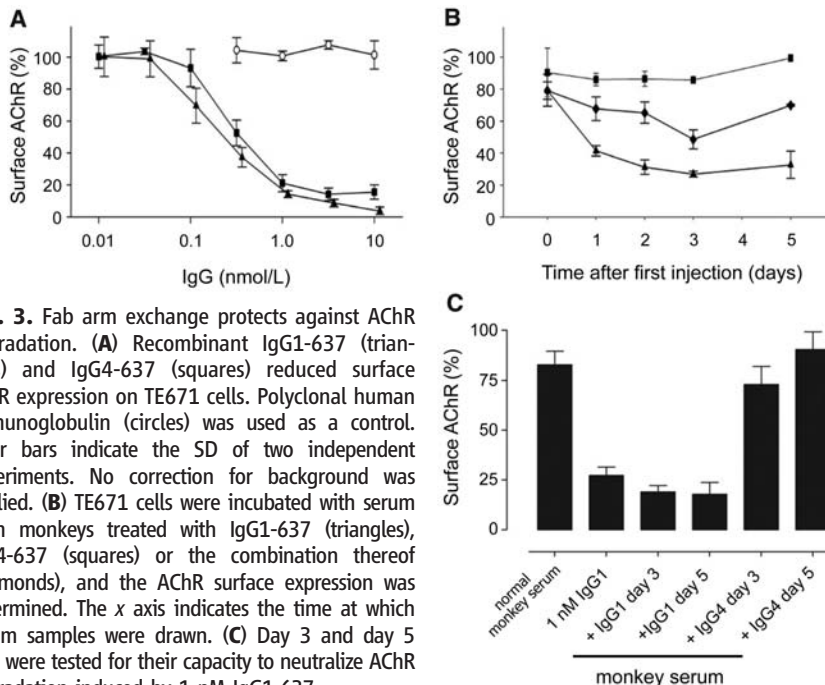 A
Surface AChR (%)
100
80
60
40
20
0
0.01 0.1 1.0 10
IgG (nmol/L)
B
Surface AChR (%)
100
80
60
40
20
0
0 1 2 3 4 5
Time after first injection (days)
. 3. Fab arm exchange protects against AChR
radation. (A) Recombinant IgG1-637 (trian-
) and IgG4-637 (squares) reduced surface
R expression on TE671 cells. Polyclonal human
unoglobulin (circles) was used as a control.
r bars indicate the SD of two independent
eriments. No correction for background was
lied. (B) TE671 cells were incubated with serum
m monkeys treated with IgG1-637 (triangles),
4-637 (squares) or the combination thereof
monds), and the AChR surface expression was
ermined. The x axis indicates the time at which
m samples were drawn. (C) Day 3 and day 5
were tested for their capacity to neutralize AChR
C
Surface AChR (%)
100
75
50
25
0
normal
monkey serum
1 nM IgG1
+ IgG1 day 3
+IgG1 day 5
+ IgG4 day 3
+ IgG4 day 5
monkey serum